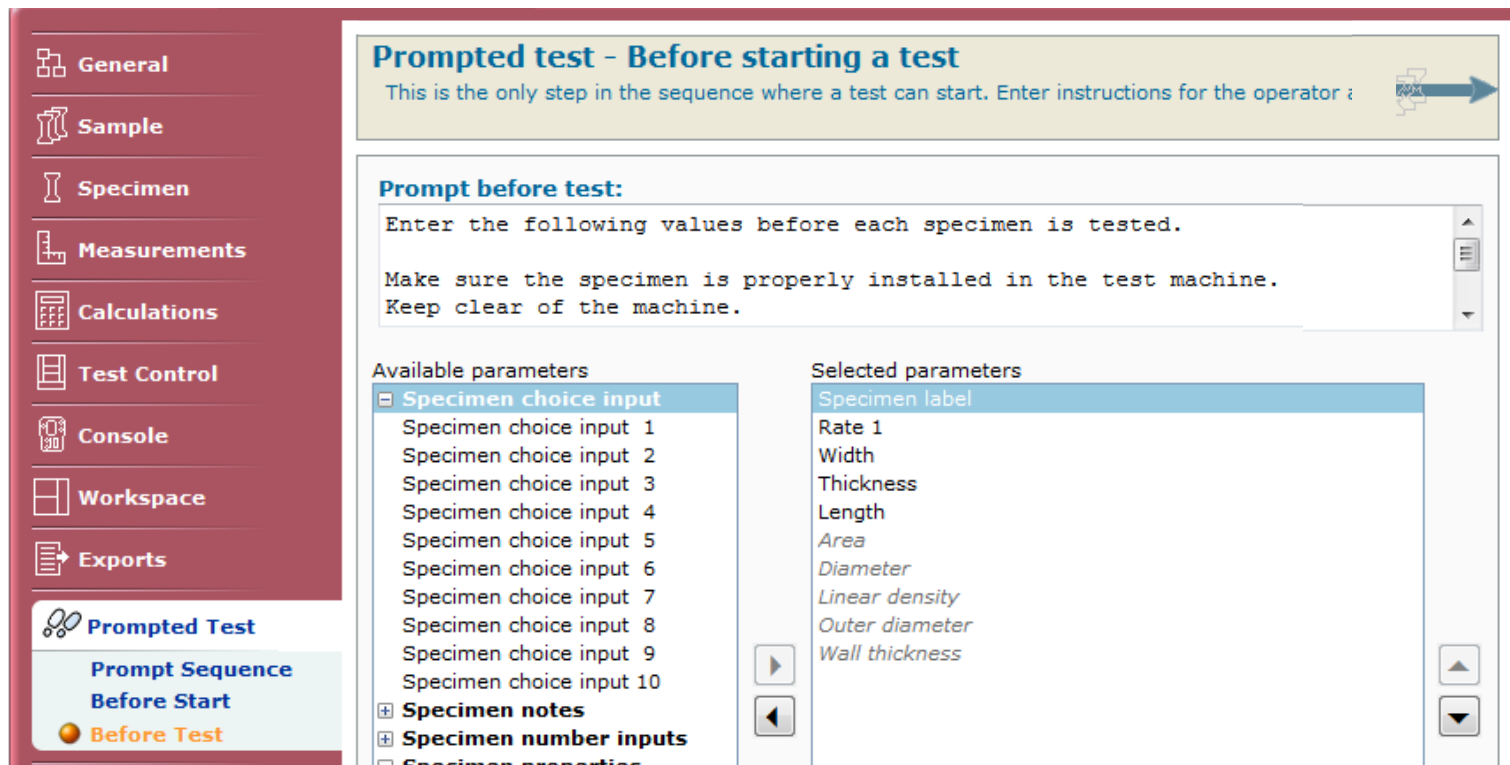 General
Sample
Specimen
Measurements
Calculations
Test Control
Console
Workspace
Exports
Prompted Test
Prompt Sequence
Before Start
Before Test
Prompted test - Before starting a test
This is the only step in the sequence where a test can start. Enter instructions for the operator
Prompt before test:
Enter the following values before each specimen is tested.
Make sure the specimen is properly installed in the test machine.
Keep clear of the machine.
Available parameters
Specimen choice input
Specimen choice input 1
Specimen choice input 2
Specimen choice input 3
Specimen choice input 4
Specimen choice input 5
Specimen choice input 6
Specimen choice input 7
Specimen choice input 8
Specimen choice input 9
Specimen choice input 10
Specimen notes
Specimen number inputs
Specimen properties
Selected parameters
Specimen label
Rate 1
Width
Thickness
Length
Area
Diameter
Linear density
Outer diameter
Wall thickness